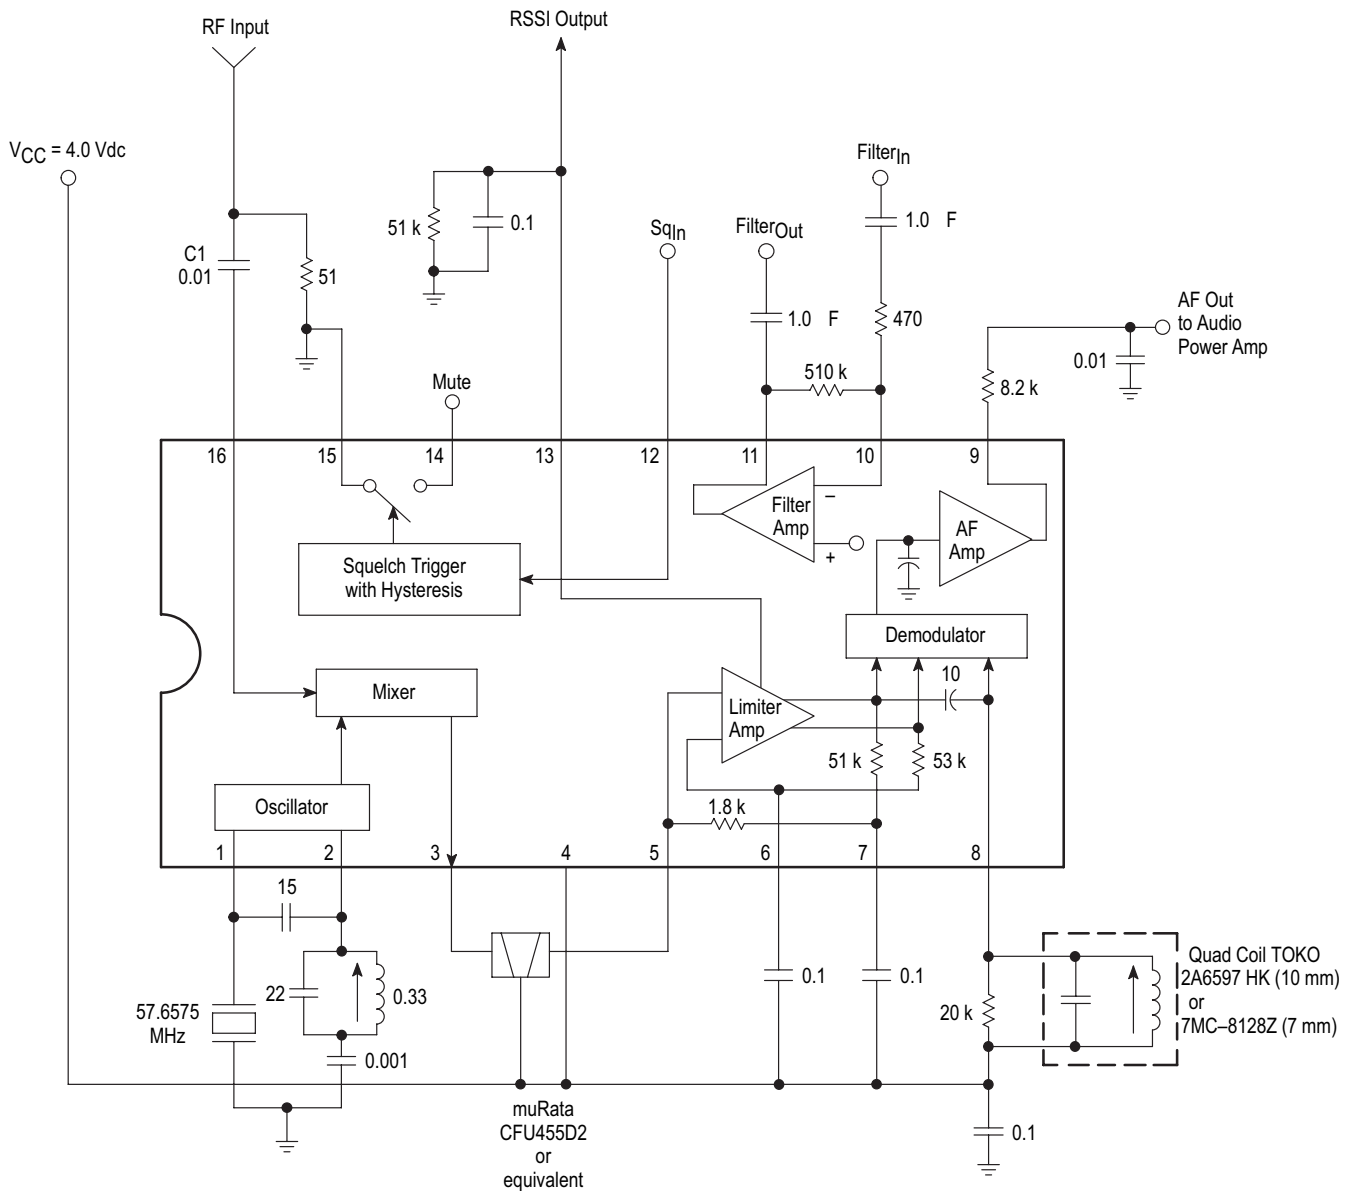 RF Input
RSSI Output
VCC = 4.0 Vdc
FilterIn
1.0 F
51 k
0.1
SqIn
FilterOut
C1
0.01
51
1.0 F
470
AF Out
to Audio
Power Amp
0.01
510 k
8.2 k
Mute
16
15
14
13
12
11
10
9
–
Filter
Amp
+
AF
Amp
Squelch Trigger
with Hysteresis
Demodulator
10
Mixer
Limiter
Amp
51 k
53 k
Oscillator
1.8 k
1
2
3
4
5
6
7
8
15
22
0.33
57.6575
MHz
0.001
0.1
0.1
20 k
Quad Coil TOKO
2A6597 HK (10 mm)
or
7MC–8128Z (7 mm)
muRata
CFU455D2
or
equivalent
0.1